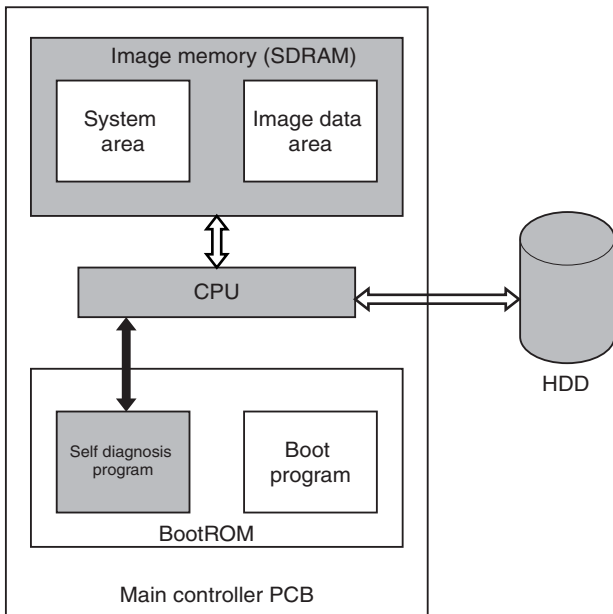 Image memory (SDRAM)
System
area
Image data
area
CPU
HDD
Self diagnosis
program
Boot
program
BootROM
Main controller PCB